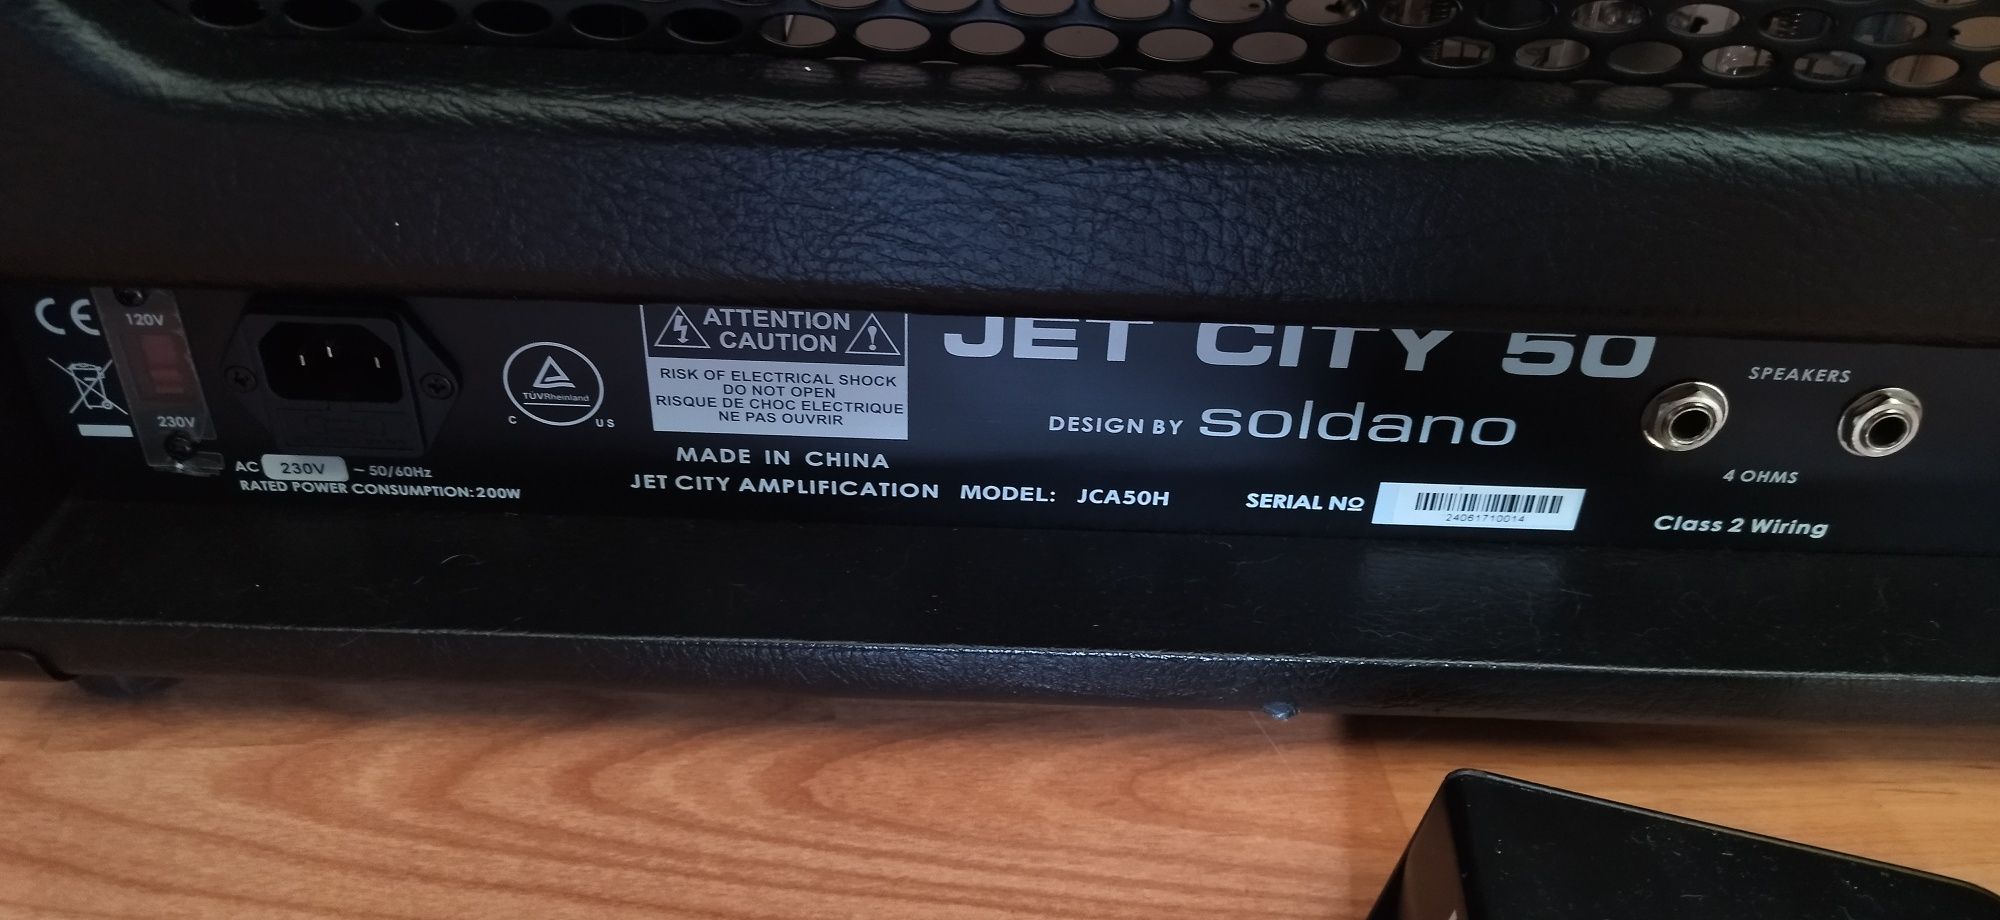 CE
120V
230V
AC 230V ~ 50/60Hz
RATED POWER CONSUMPTION: 200W
TÜVRheinland
C US
ATTENTION
CAUTION
RISK OF ELECTRICAL SHOCK
DO NOT OPEN
RISQUE DE CHOC ELECTRIQUE
NE PAS OUVRIR
MADE IN CHINA
JET CITY AMPLIFICATION MODEL: JCA50H
JET CITY 50
DESIGN BY soldano
SERIAL No
24061710014
SPEAKERS
4 OHMS
Class 2 Wiring